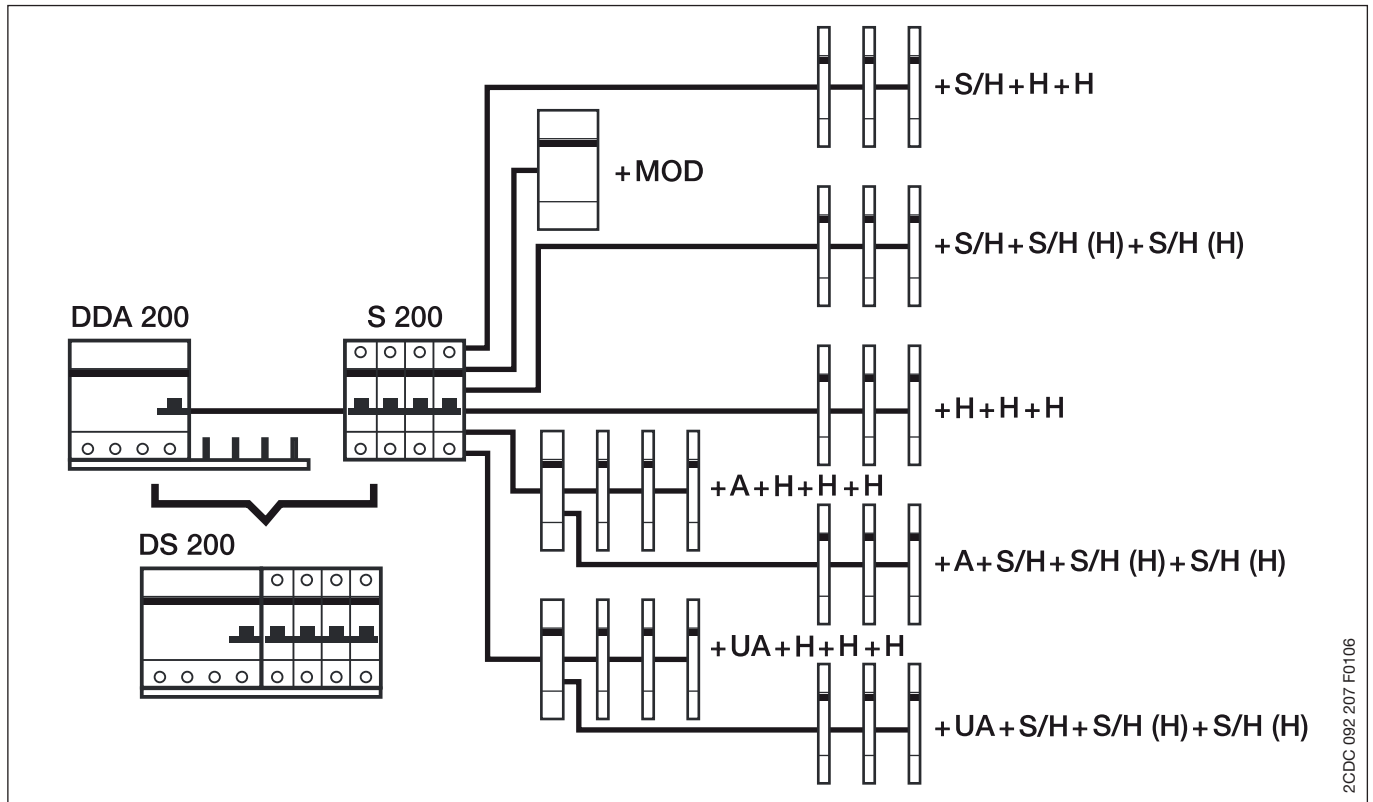 +S/H+H+H
+MOD
+S/H+S/H (H)+S/H (H)
DDA 200
S 200
+H+H+H
+A+H+H+H
DS 200
+A+S/H+S/H (H)+S/H (H)
+UA+H+H+H
+UA+S/H+S/H (H)+S/H (H)
2CDC 092 207 F0106